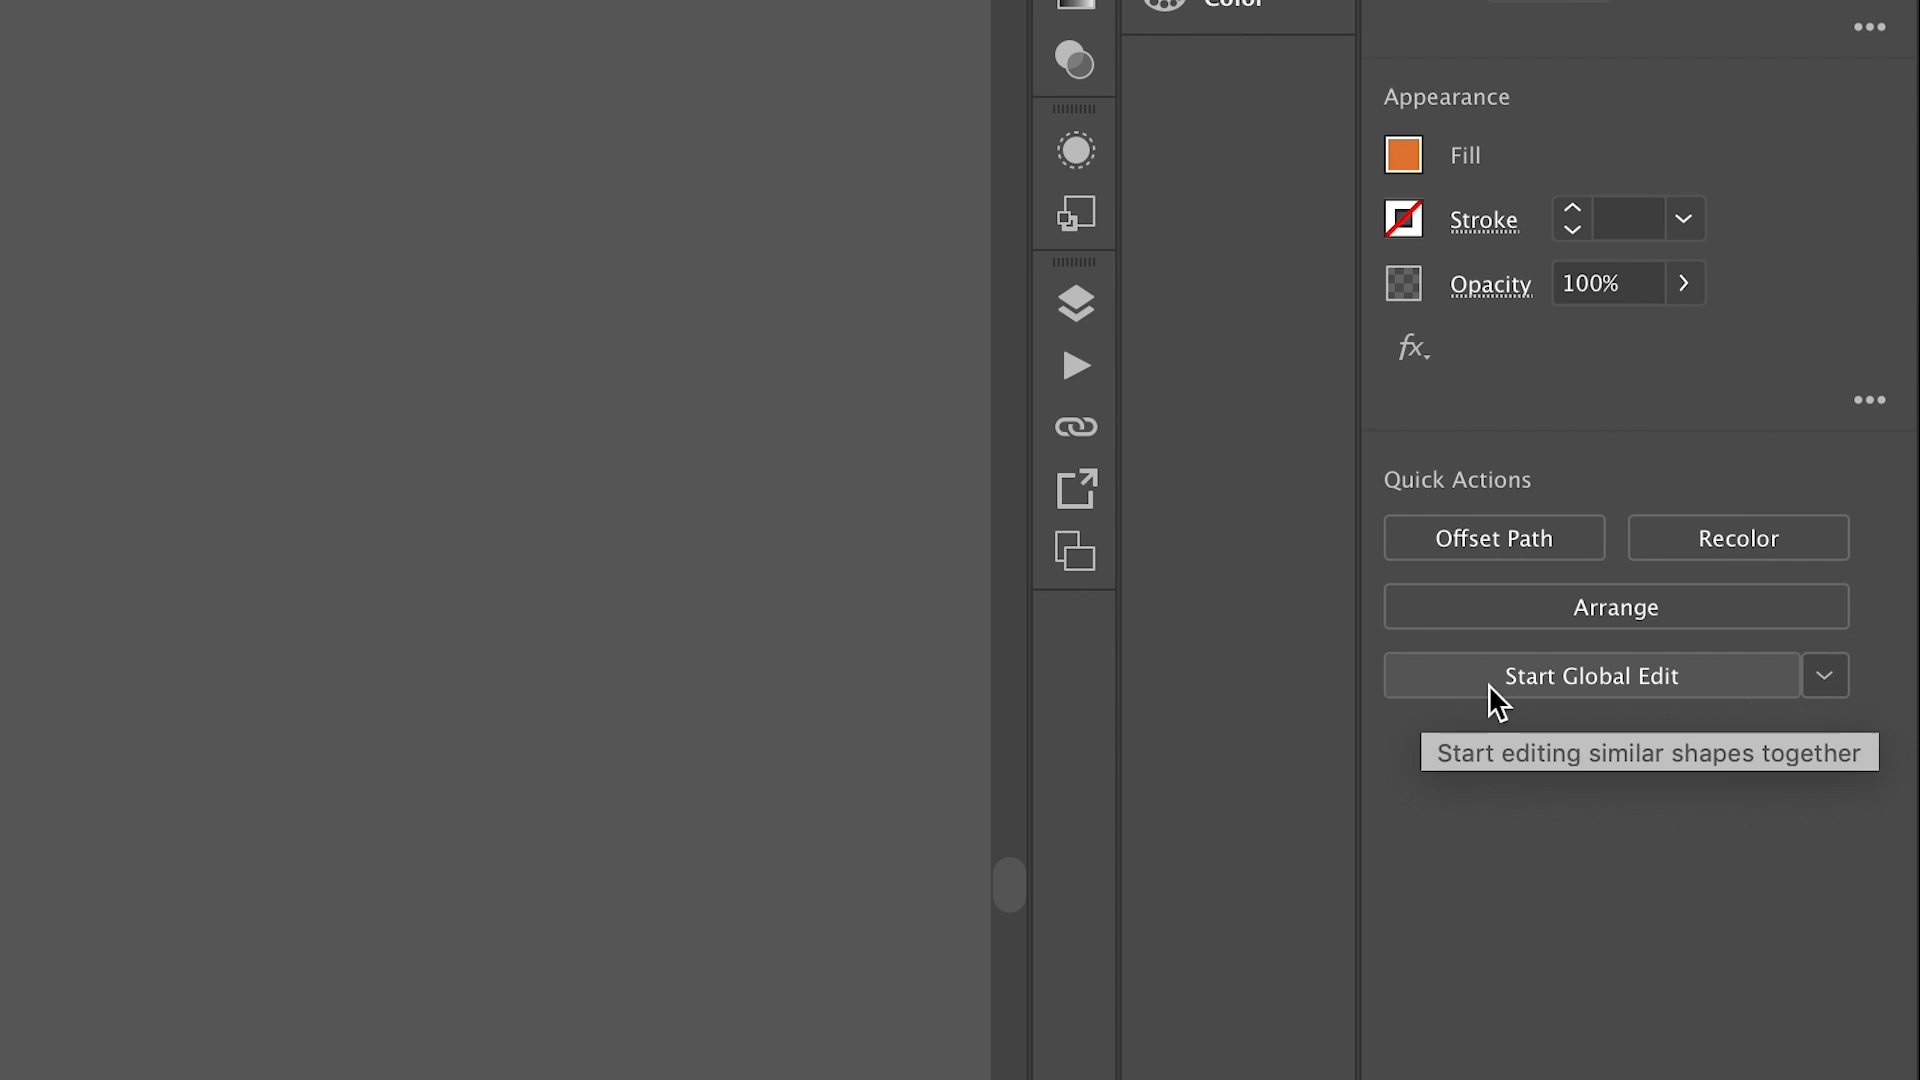 Color
Appearance
Fill
Stroke
Opacity 100%
fx
Quick Actions
Offset Path
Recolor
Arrange
Start Global Edit
Start editing similar shapes together